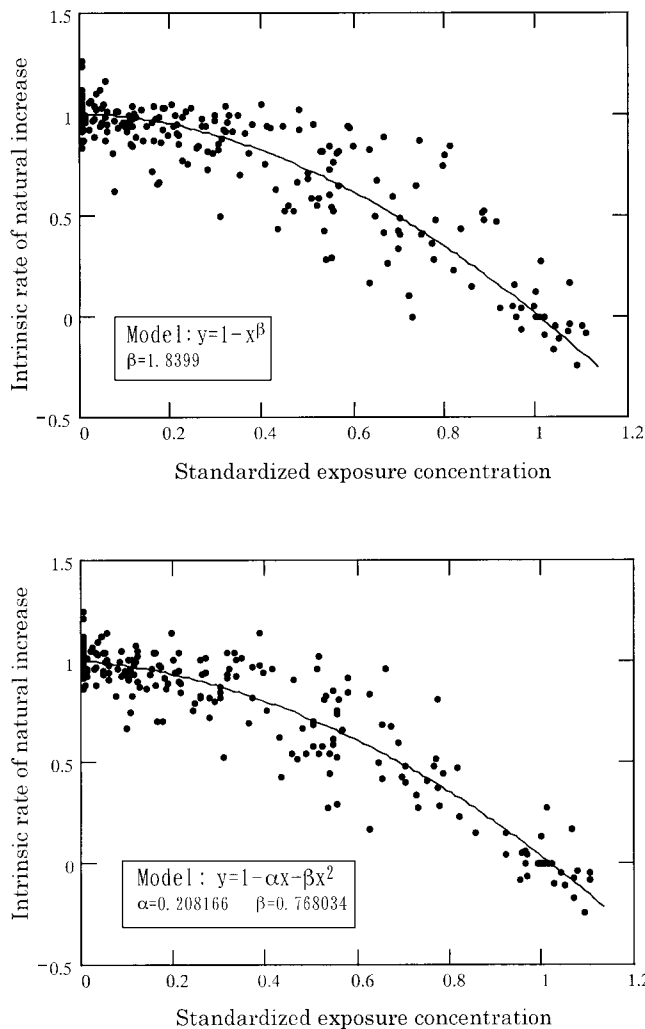 1.5
1
0.5
0
−0.5
Intrinsic rate of natural increase
Model: y=1−x^β
β=1.8399
0 0.2 0.4 0.6 0.8 1 1.2
Standardized exposure concentration
1.5
1
0.5
0
−0.5
Intrinsic rate of natural increase
Model: y=1−αx−βx²
α=0.208166 β=0.768034
0 0.2 0.4 0.6 0.8 1 1.2
Standardized exposure concentration